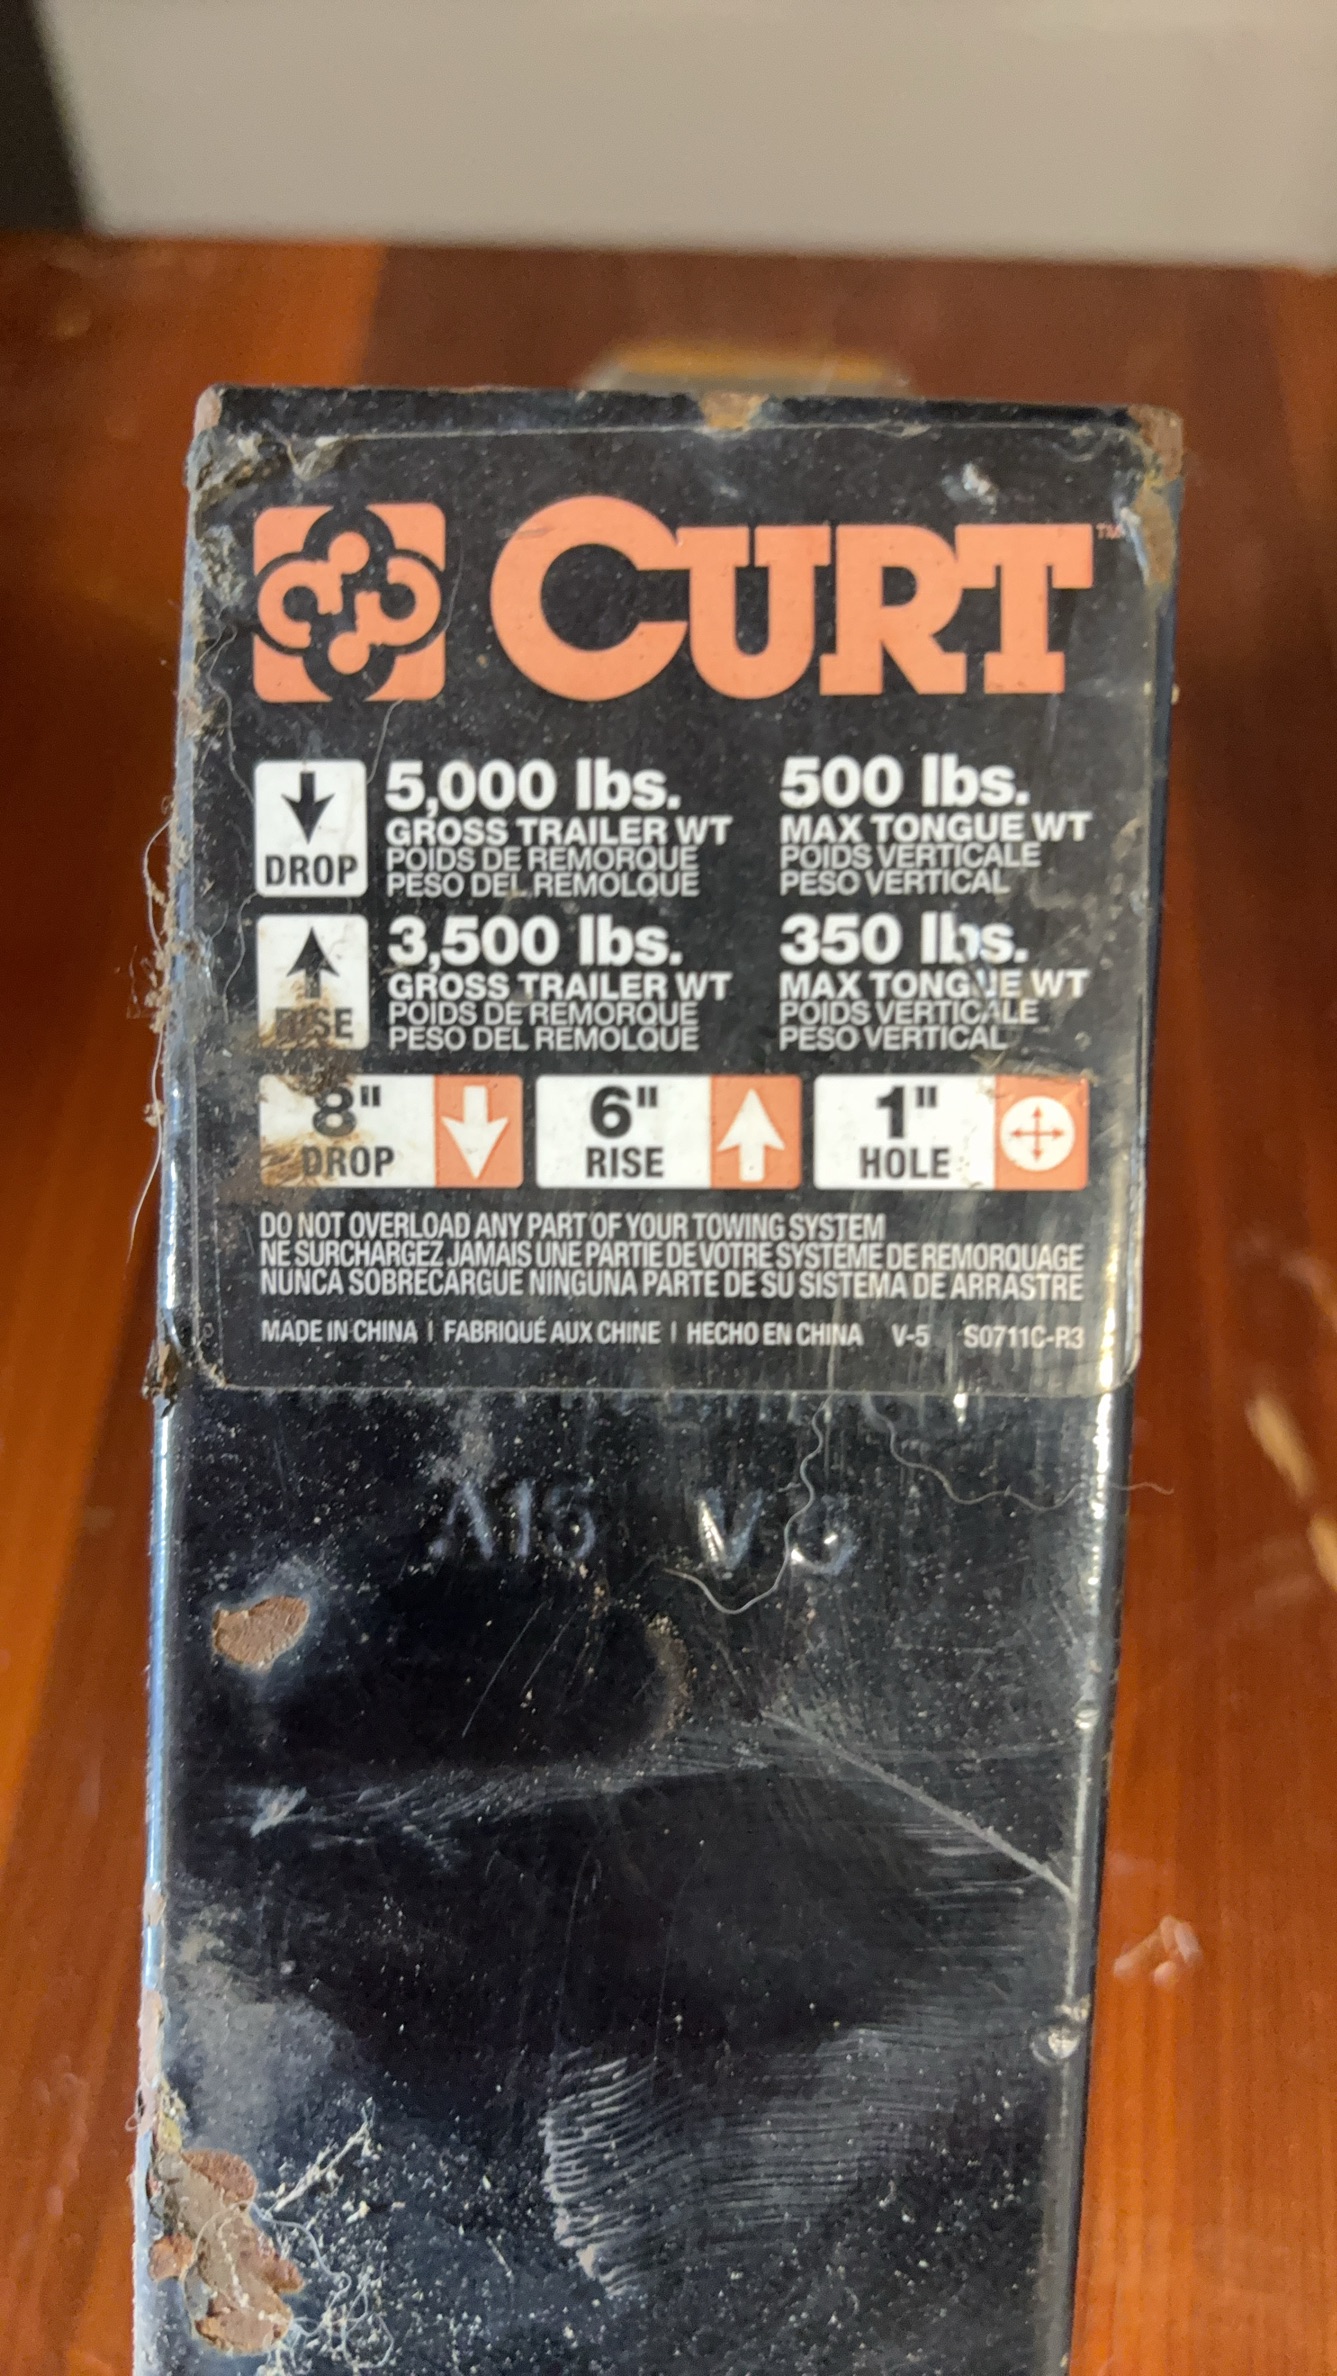 CURT™
DROP
5,000 lbs.
GROSS TRAILER WT
POIDS DE REMORQUE
PESO DEL REMOLQUE
500 lbs.
MAX TONGUE WT
POIDS VERTICALE
PESO VERTICAL
RISE
3,500 lbs.
GROSS TRAILER WT
POIDS DE REMORQUE
PESO DEL REMOLQUE
350 lbs.
MAX TONGUE WT
POIDS VERTICALE
PESO VERTICAL
8"
DROP
6"
RISE
1"
HOLE
DO NOT OVERLOAD ANY PART OF YOUR TOWING SYSTEM
NE SURCHARGEZ JAMAIS UNE PARTIE DE VOTRE SYSTEME DE REMORQUAGE
NUNCA SOBRECARGUE NINGUNA PARTE DE SU SISTEMA DE ARRASTRE
MADE IN CHINA | FABRIQUÉ AUX CHINE | HECHO EN CHINA V-5 S0711C-R3